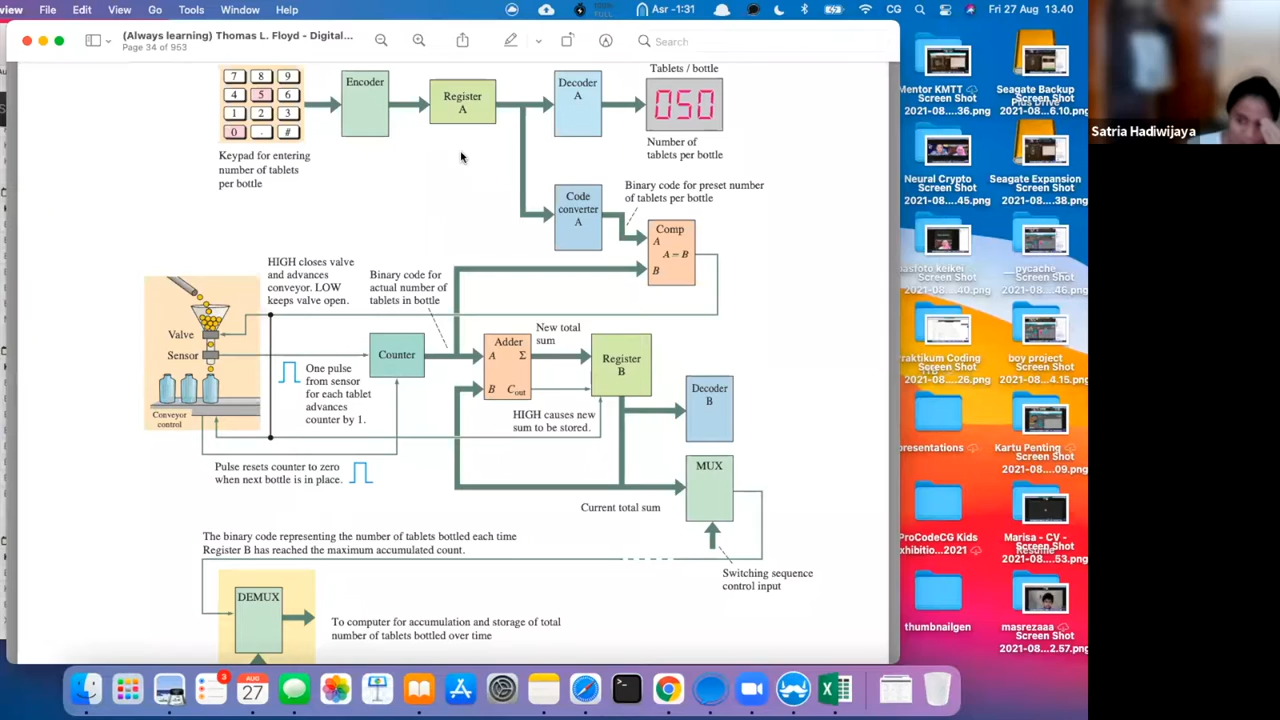 view File Edit View Go Tools Window Help
Asr -1:31
CG
Fri 27 Aug 13.40
(Always learning) Thomas L. Floyd - Digital...
Page 34 of 953
Search
7 8 9
4 5 6
1 2 3
0 . #
Encoder
Register
A
Decoder
A
Tablets / bottle
050
Number of
tablets per bottle
Keypad for entering
number of tablets
per bottle
Code
converter
A
Binary code for preset number
of tablets per bottle
Comp
A
A = B
B
HIGH closes valve
and advances
conveyor. LOW
keeps valve open.
Binary code for
actual number of
tablets in bottle
Valve
Sensor
Conveyor
control
One pulse
from sensor
for each tablet
advances
counter by 1.
Counter
Adder
A Σ
B Cout
New total
sum
Register
B
HIGH causes new
sum to be stored.
Decoder
B
Pulse resets counter to zero
when next bottle is in place.
MUX
Current total sum
Switching sequence
control input
The binary code representing the number of tablets bottled each time
Register B has reached the maximum accumulated count.
DEMUX
To computer for accumulation and storage of total
number of tablets bottled over time
Mentor KMTT
Screen Shot
2021-08....36.png
Seagate Backup
Plus Drive
Screen Shot
2021-08...6.10.png
Neural Crypto
Screen Shot
2021-08....45.png
Seagate Expansion
Screen Shot
2021-08....38.png
Screen Shot
2021-08...40.png
__pycache__
Screen Shot
2021-08....46.png
Praktikum Coding
Screen Shot
2021-08....26.png
boy project
Screen Shot
2021-08...4.15.png
presentations
Kartu Penting
Screen Shot
2021-08....09.png
ProCodeCG Kids
Exhibitio...2021
Marisa - CV -
Screen Shot
2021-08....53.png
thumbnailgen
masrezaaa
Screen Shot
2021-08...2.57.png
Satria Hadiwijaya
3
AUG
27